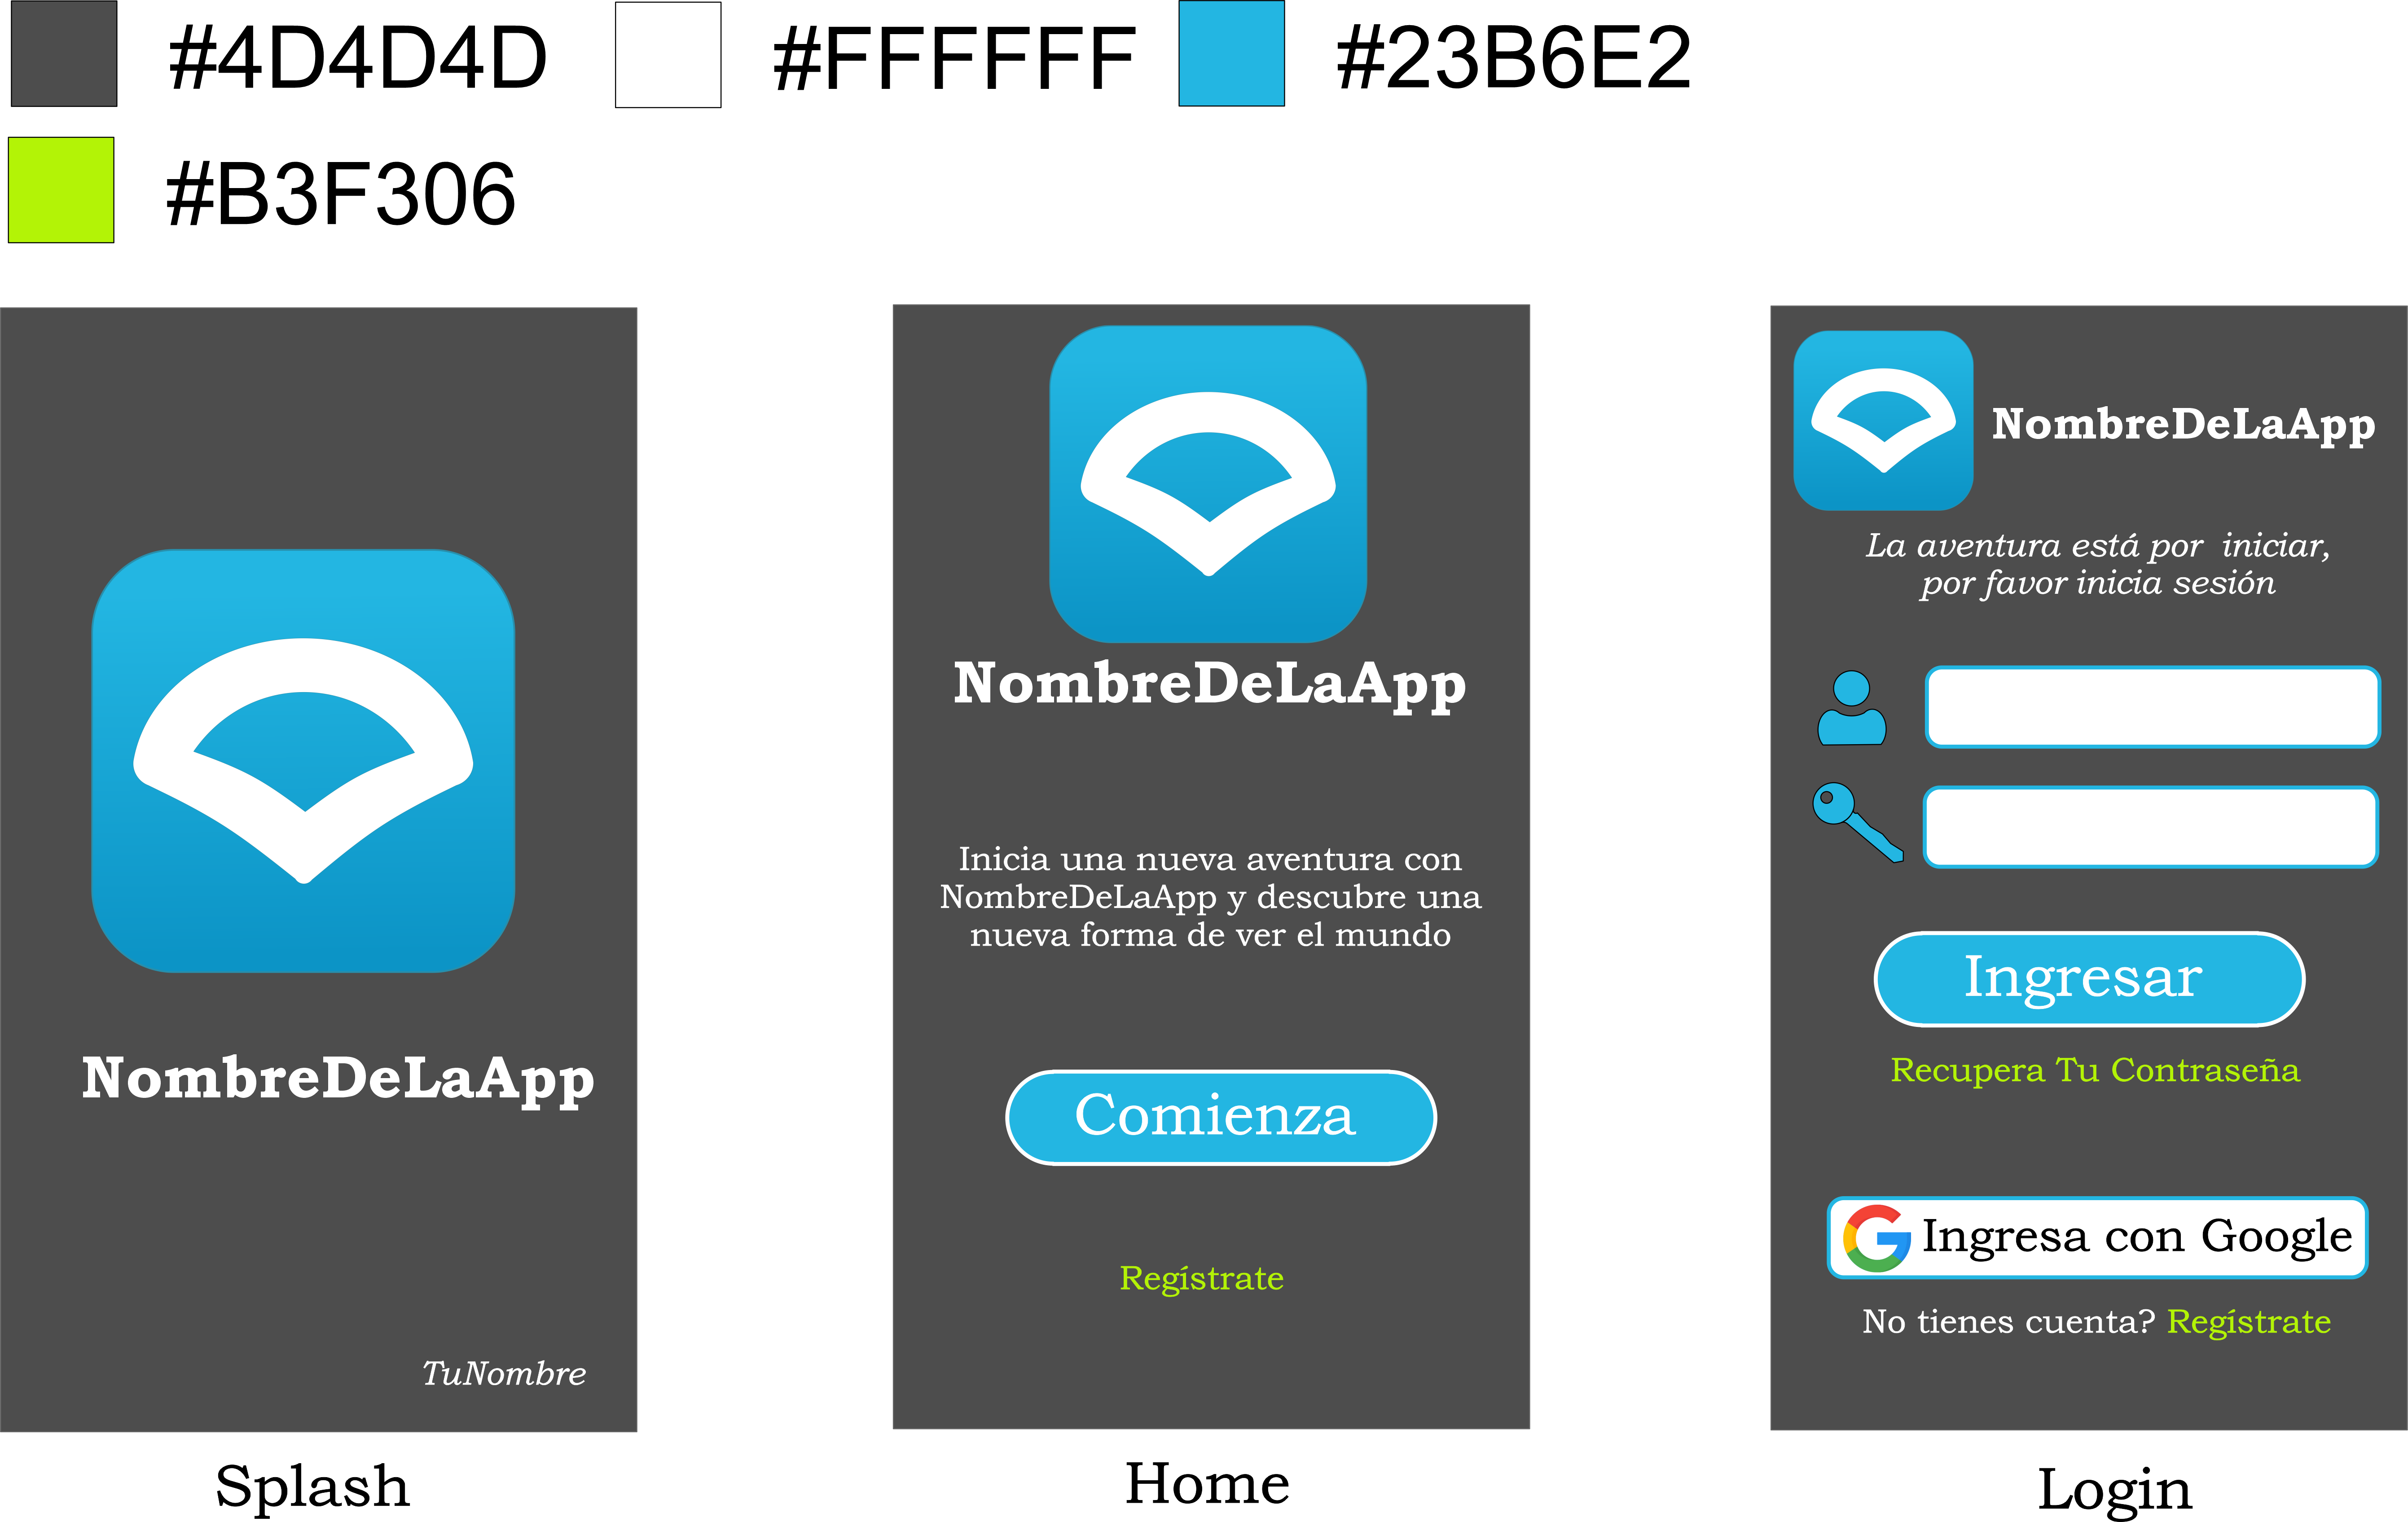 #4D4D4D
#FFFFFF
#23B6E2
#B3F306
NombreDeLaApp
TuNombre
Splash
NombreDeLaApp
Inicia una nueva aventura con
NombreDeLaApp y descubre una
nueva forma de ver el mundo
Comienza
Regístrate
Home
NombreDeLaApp
La aventura está por iniciar,
por favor inicia sesión
Ingresar
Recupera Tu Contraseña
G Ingresa con Google
No tienes cuenta? Regístrate
Login